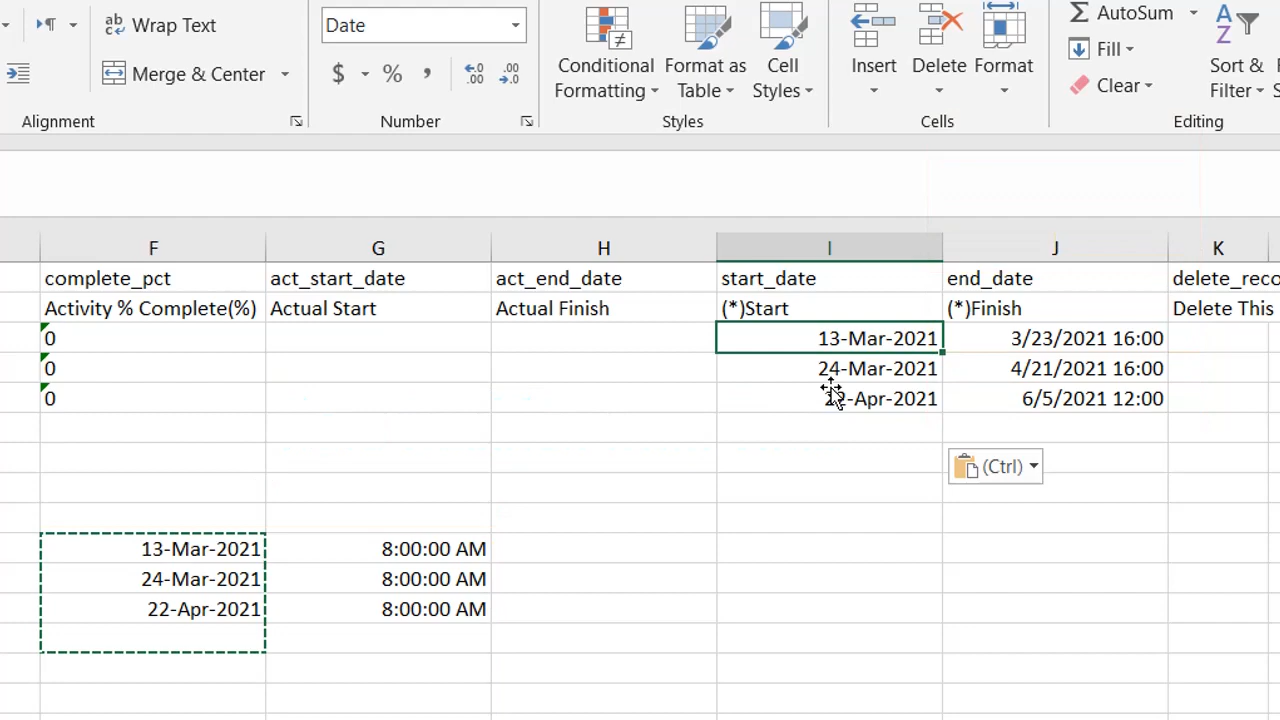 Wrap Text
Merge & Center
Alignment
Date
$ % , .00
Number
Conditional Formatting
Format as Table
Cell Styles
Styles
Insert
Delete
Format
Cells
AutoSum
Fill
Clear
Sort & Filter
Editing
F G H I J K
complete_pct act_start_date act_end_date start_date end_date delete_reco
Activity % Complete(%) Actual Start Actual Finish (*)Start (*)Finish Delete This
0 13-Mar-2021 3/23/2021 16:00
0 24-Mar-2021 4/21/2021 16:00
0 22-Apr-2021 6/5/2021 12:00
(Ctrl)
13-Mar-2021 8:00:00 AM
24-Mar-2021 8:00:00 AM
22-Apr-2021 8:00:00 AM